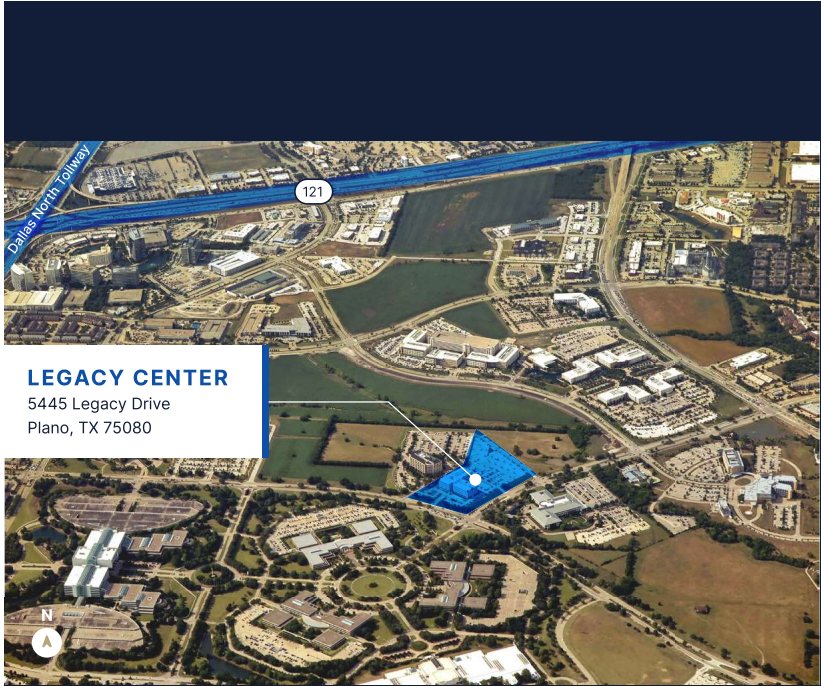 Dallas North Tollway
121
LEGACY CENTER
5445 Legacy Drive
Plano, TX 75080
N